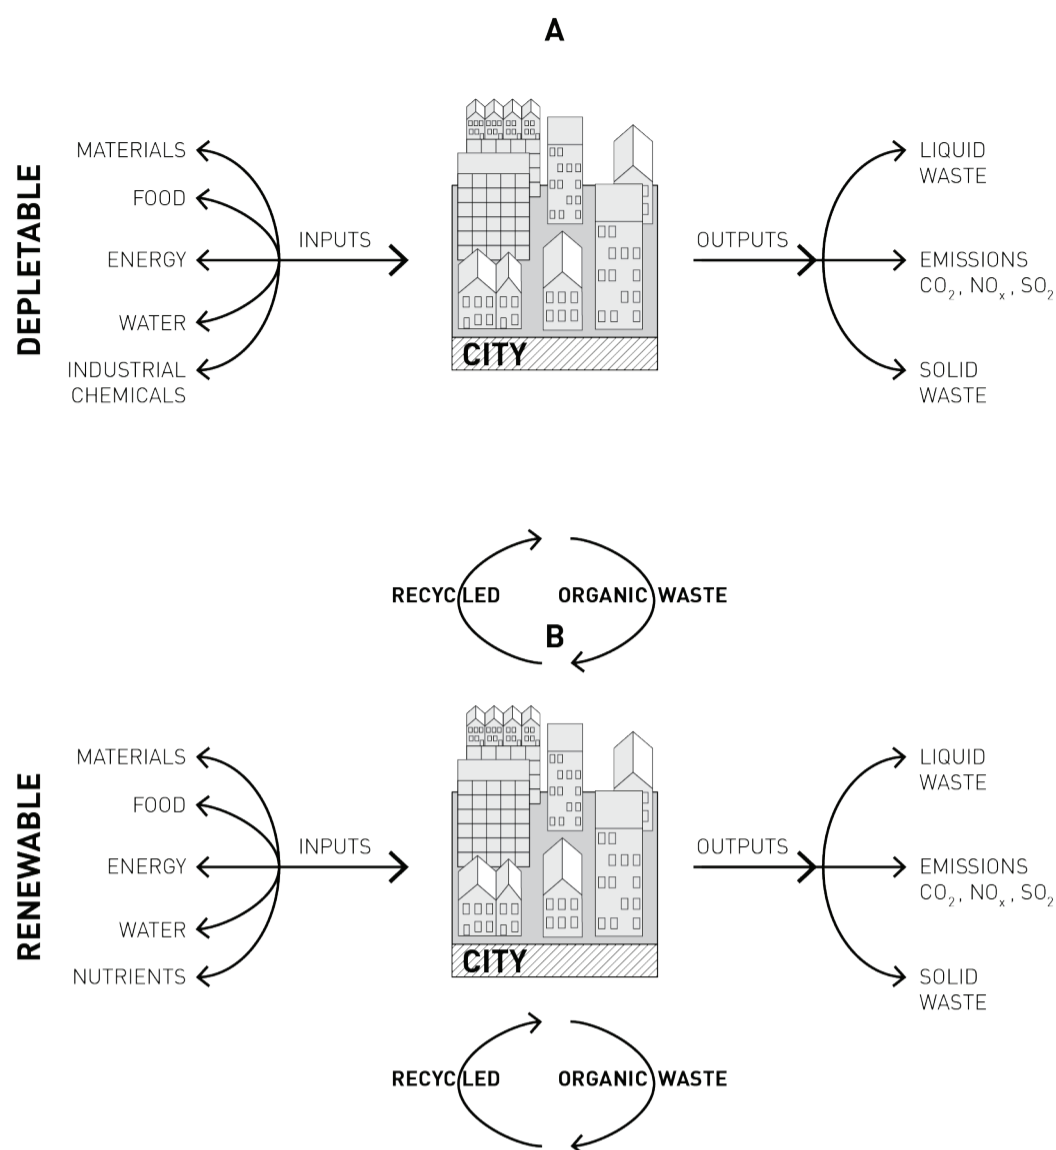 A
DEPLETABLE
MATERIALS
FOOD
ENERGY
WATER
INDUSTRIAL
CHEMICALS
INPUTS
CITY
OUTPUTS
LIQUID
WASTE
EMISSIONS
CO₂, NOₓ, SO₂
SOLID
WASTE
RECYCLED
ORGANIC WASTE
B
RENEWABLE
MATERIALS
FOOD
ENERGY
WATER
NUTRIENTS
INPUTS
CITY
OUTPUTS
LIQUID
WASTE
EMISSIONS
CO₂, NOₓ, SO₂
SOLID
WASTE
RECYCLED
ORGANIC WASTE